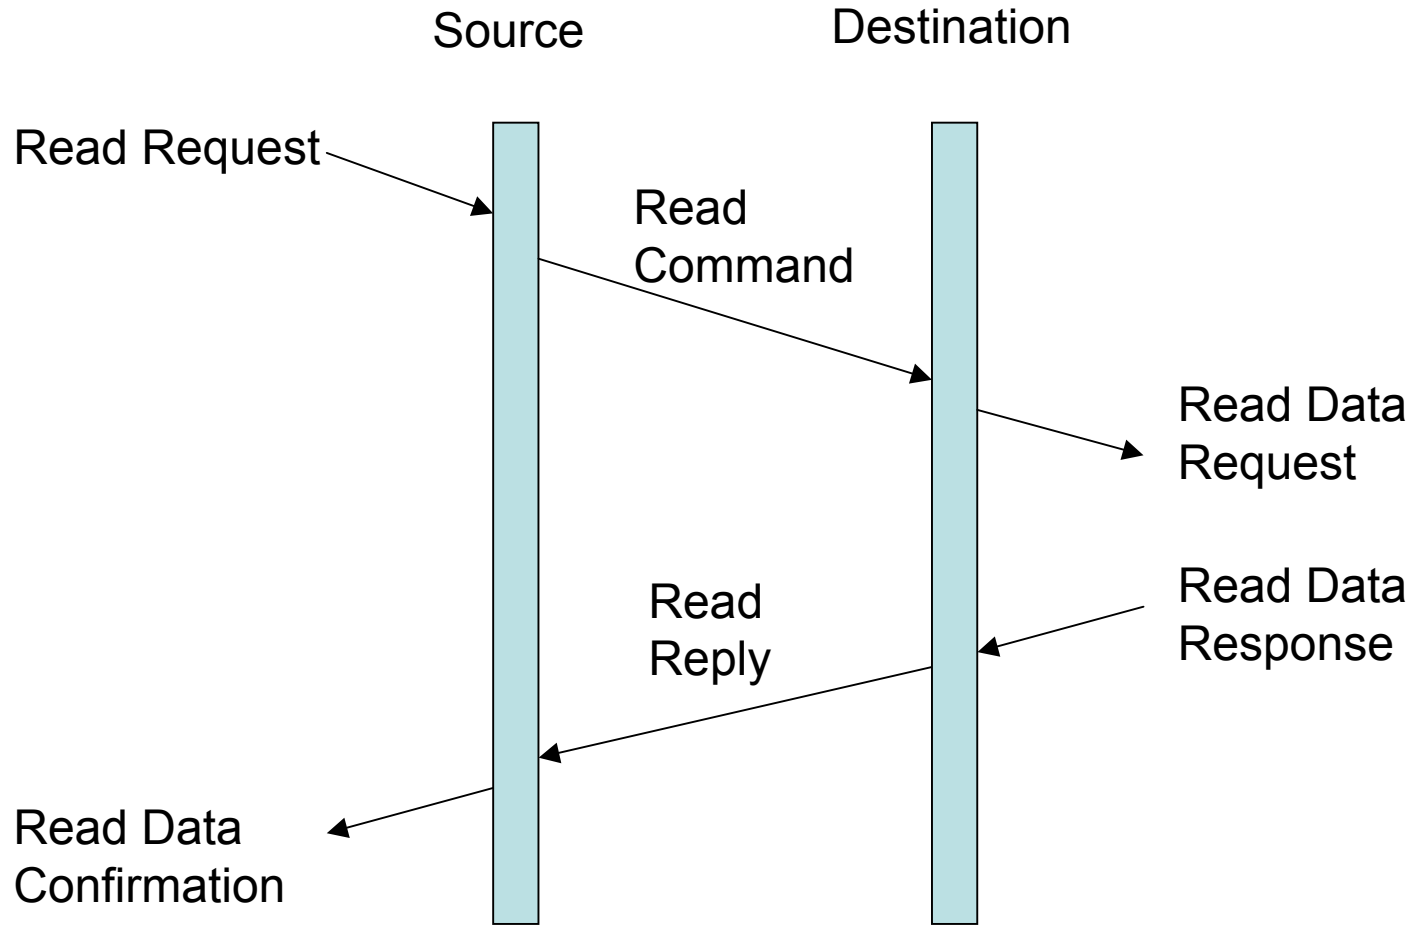 Source
Destination
Read Request
Read
Command
Read Data
Request
Read Data
Response
Read
Reply
Read Data
Confirmation